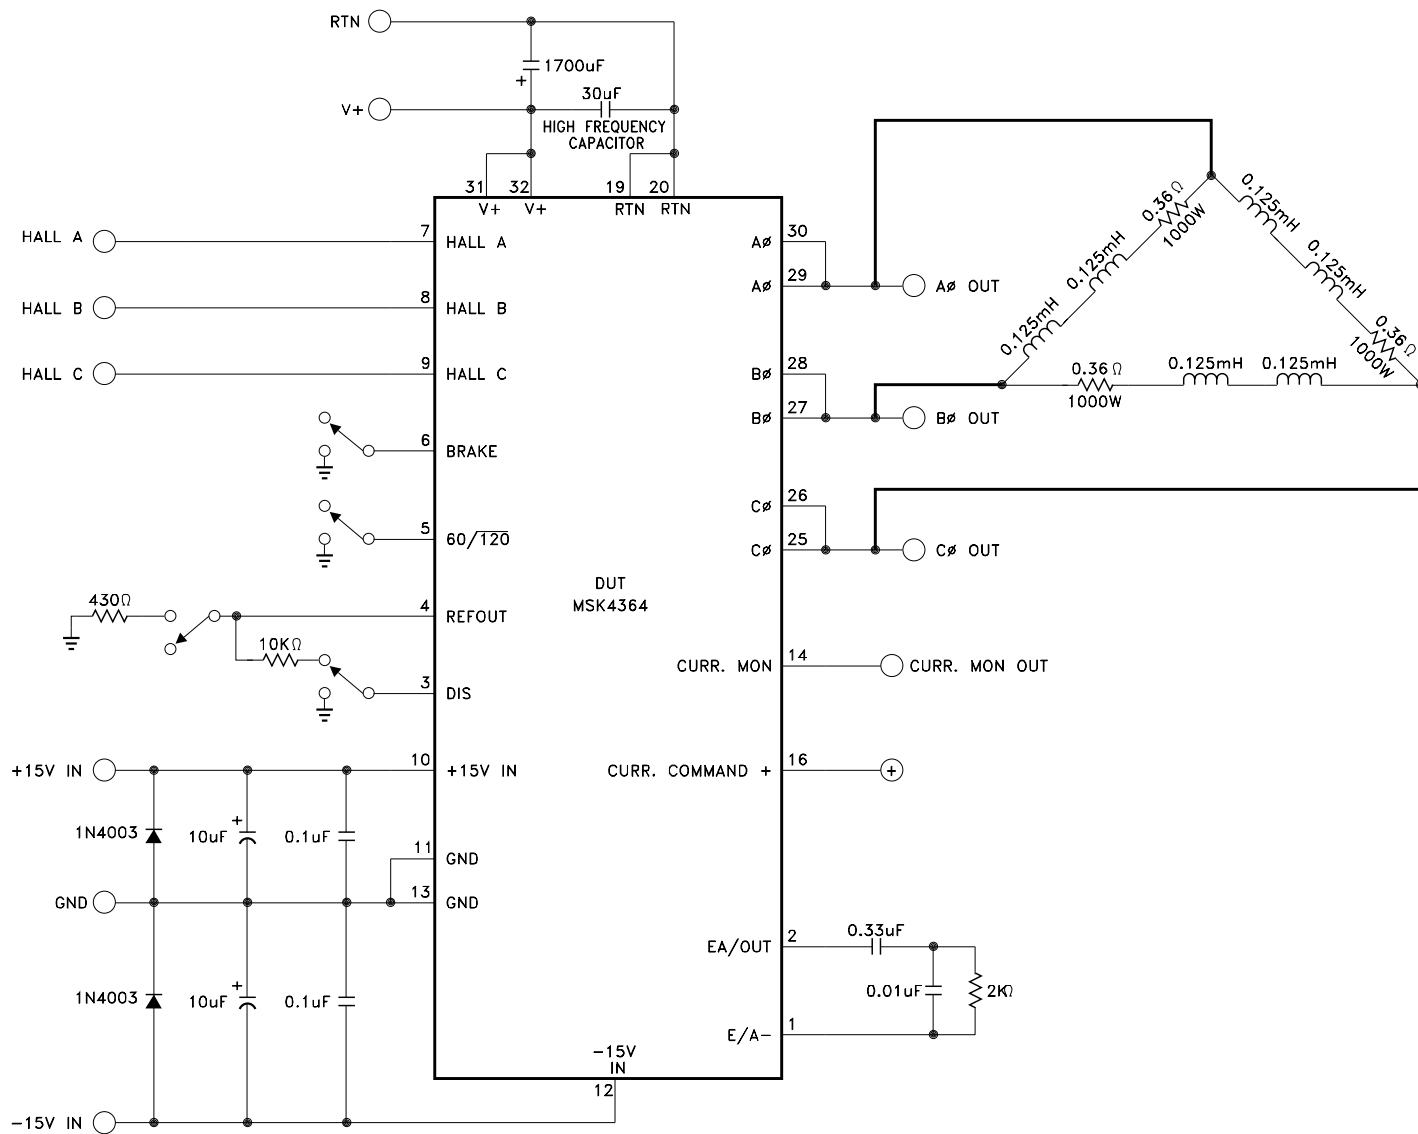 RTN
1700uF
+
30uF
V+
HIGH FREQUENCY
CAPACITOR
31
32
19
20
V+
V+
RTN
RTN
HALL A
7
HALL A
HALL B
8
HALL B
HALL C
9
HALL C
6
BRAKE
5
60/120
430Ω
4
REFOUT
10KΩ
3
DIS
+15V IN
10
+15V IN
1N4003
+
10uF
0.1uF
11
GND
GND
13
GND
1N4003
+
10uF
0.1uF
-15V IN
-15V
IN
12
DUT
MSK4364
AØ
30
AØ
29
AØ OUT
BØ
28
BØ
27
BØ OUT
CØ
26
CØ
25
CØ OUT
CURR. MON
14
CURR. MON OUT
CURR. COMMAND +
16
+
EA/OUT
2
0.33uF
0.01uF
2KΩ
E/A-
1
0.36Ω
1000W
0.125mH
0.125mH
0.125mH
0.125mH
0.36Ω
1000W
0.36Ω
1000W
0.125mH
0.125mH